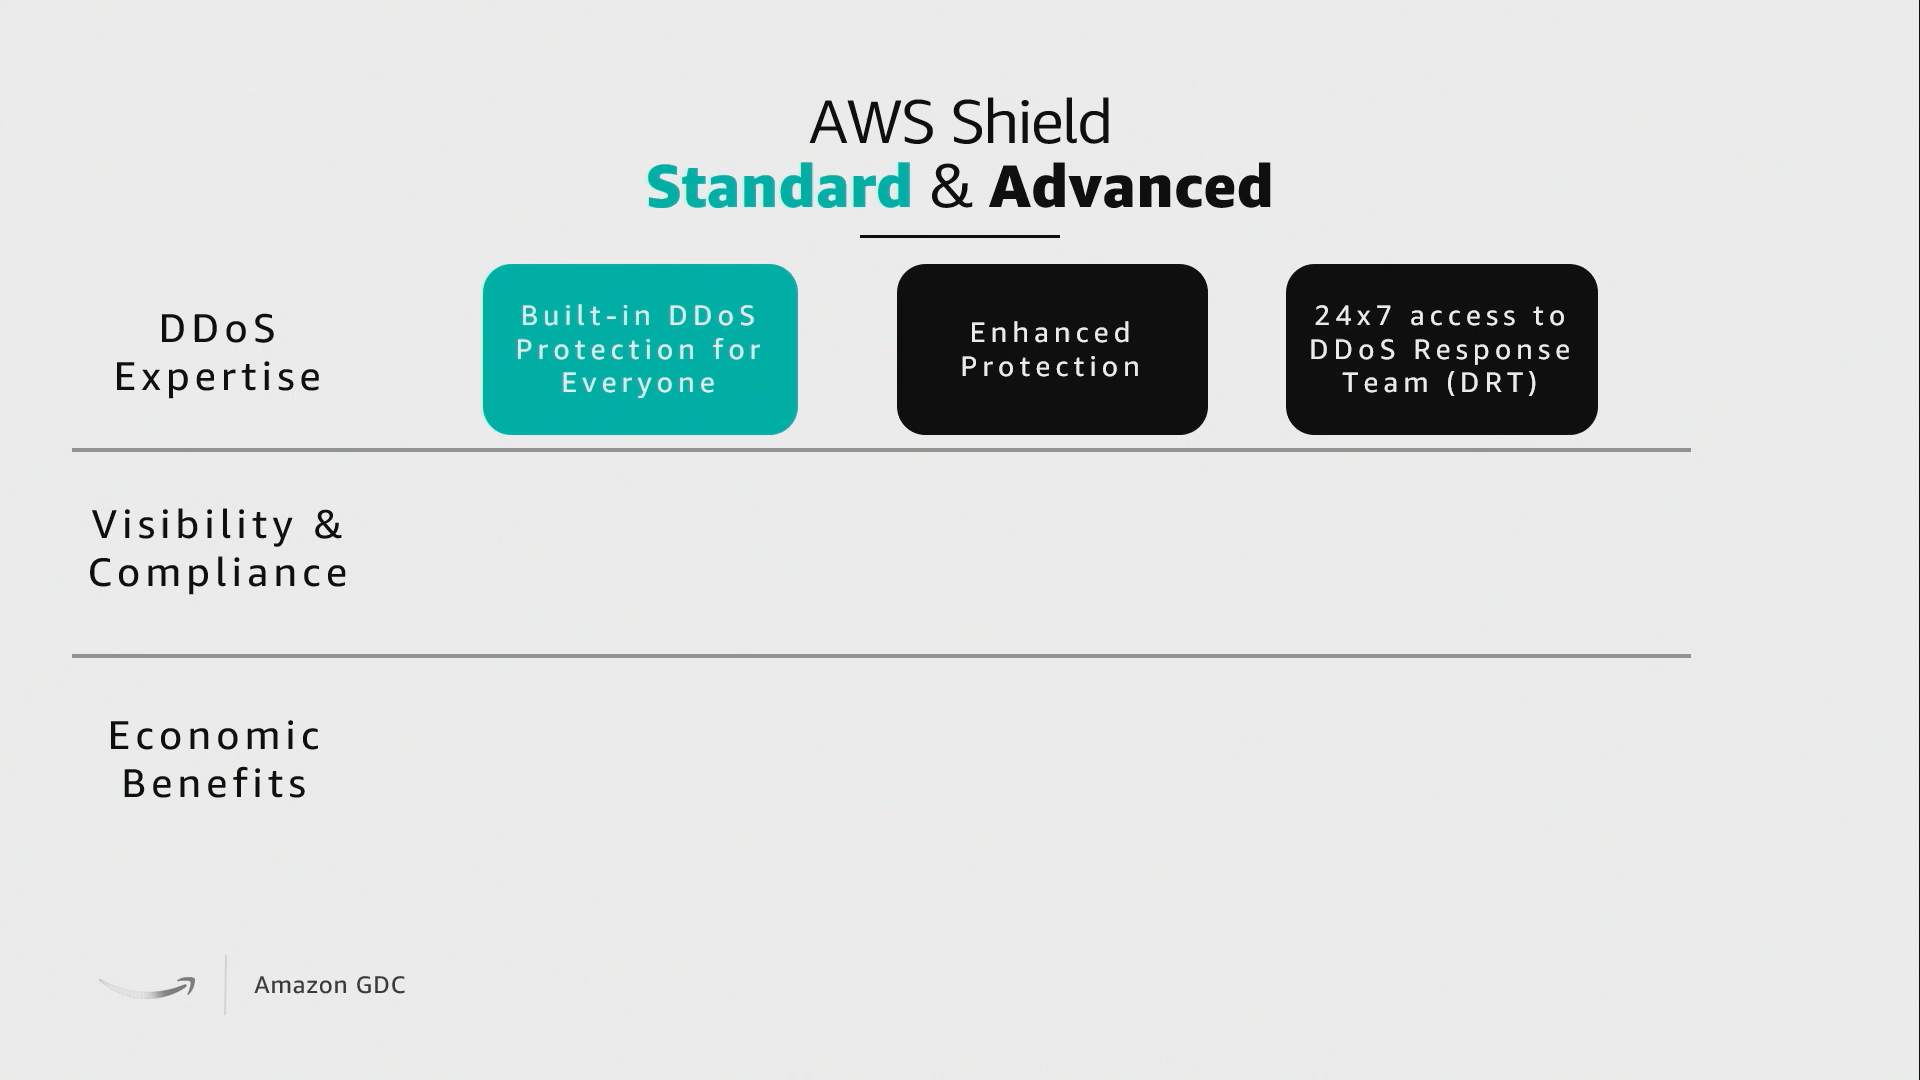 AWS Shield
Standard & Advanced
DDoS
Expertise
Built-in DDoS
Protection for
Everyone
Enhanced
Protection
24x7 access to
DDoS Response
Team (DRT)
Visibility &
Compliance
Economic
Benefits
Amazon GDC